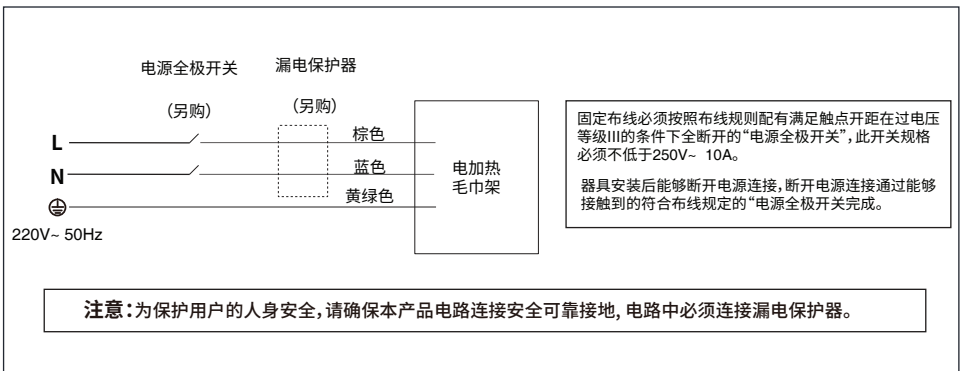 电源全极开关
漏电保护器
(另购)
(另购)
L
棕色
N
蓝色
黄绿色
220V~ 50Hz
电加热
毛巾架
固定布线必须按照布线规则配有满足触点开距在过电压
等级III的条件下全断开的“电源全极开关”,此开关规格
必须不低于250V~ 10A。
器具安装后能够断开电源连接,断开电源连接通过能够
接触到的符合布线规定的“电源全极开关完成。
注意:为保护用户的人身安全,请确保本产品电路连接安全可靠接地, 电路中必须连接漏电保护器。